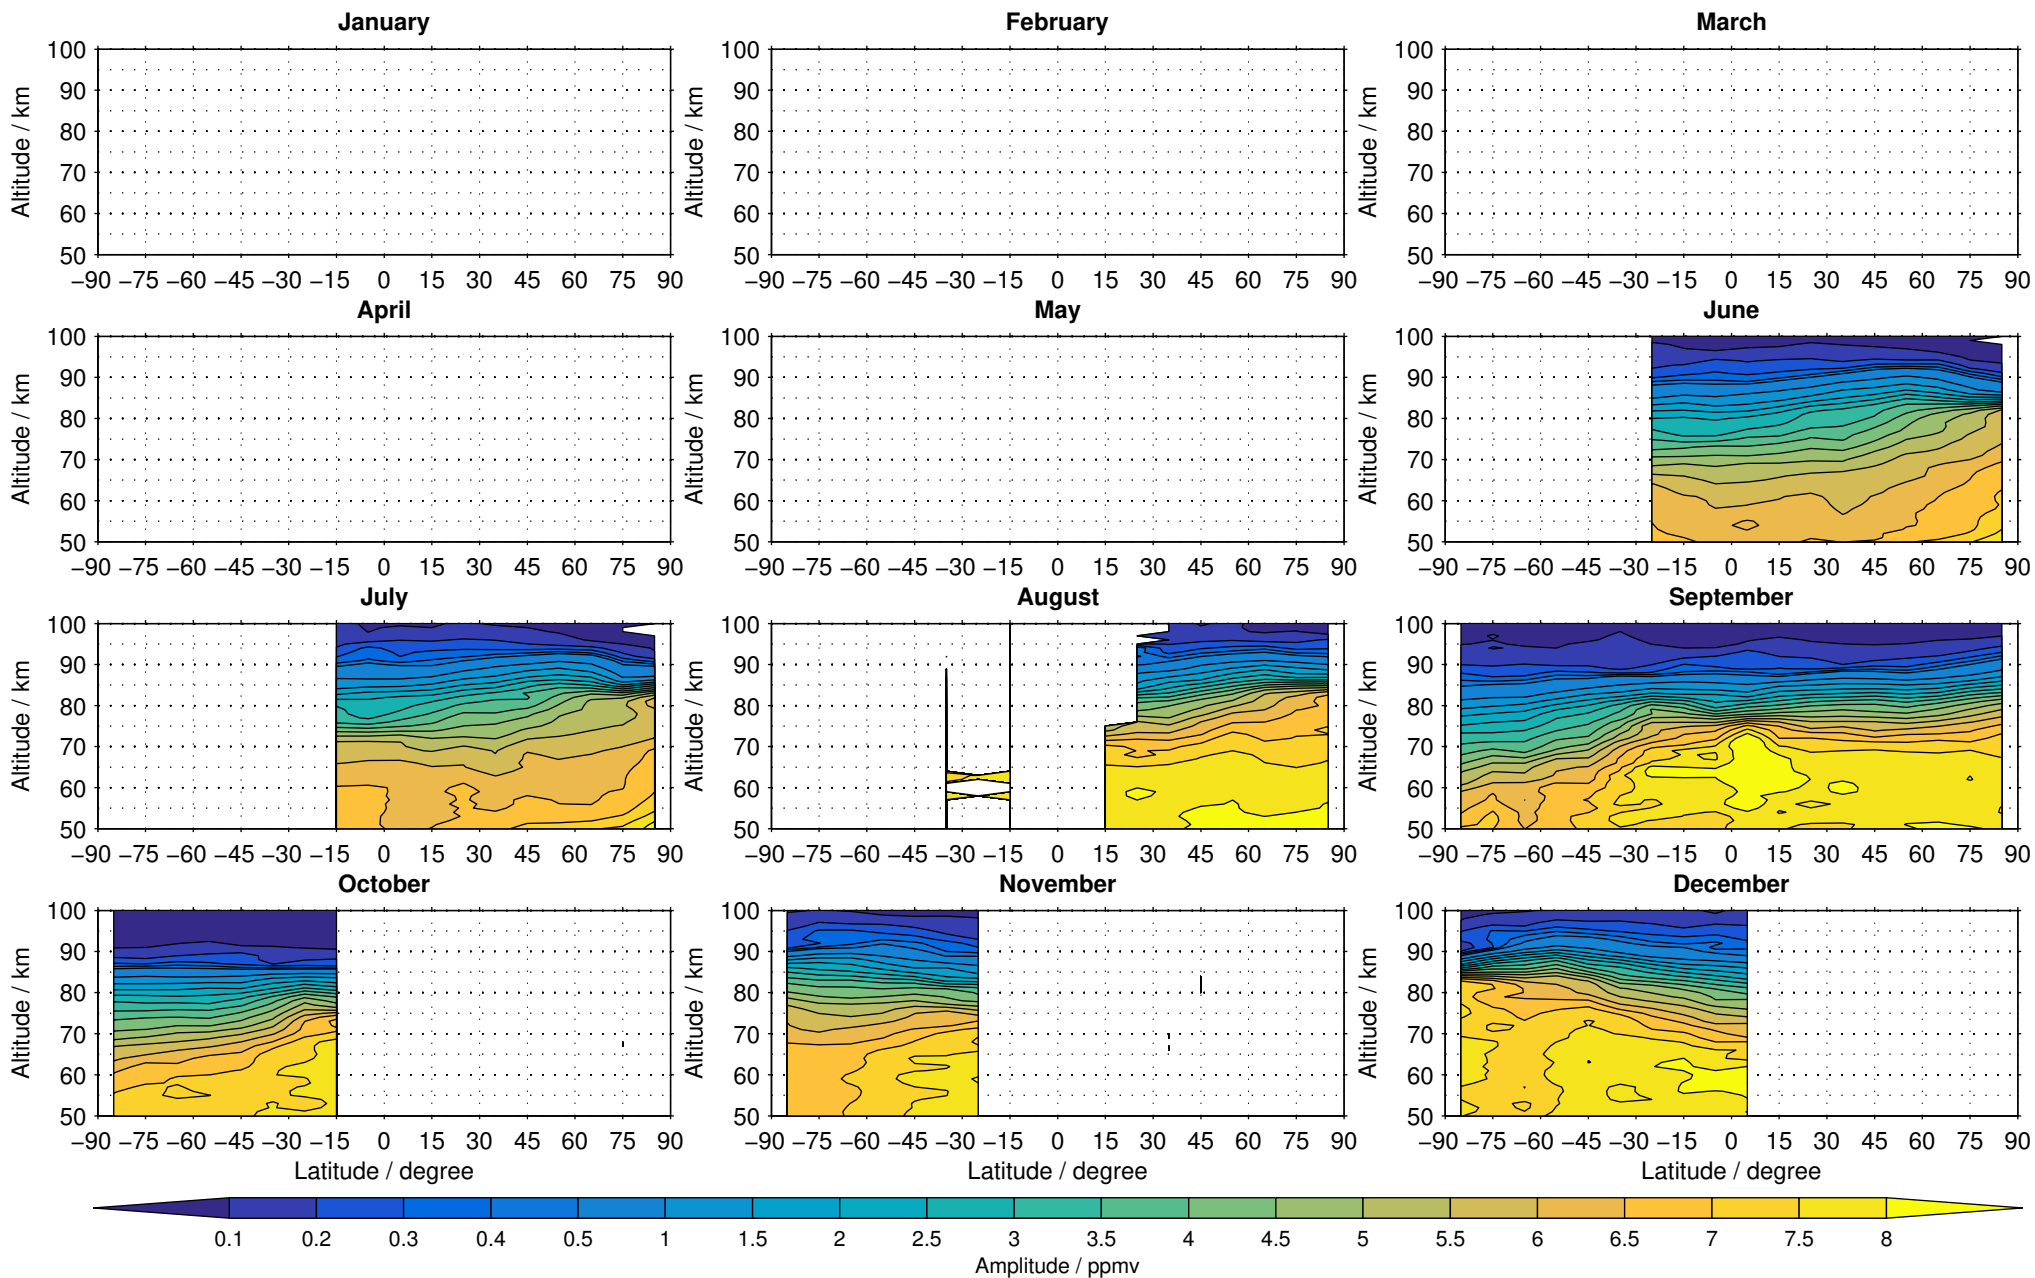 January February March
100 100 100
90 90 90
80 80 80
70 70 70
60 60 60
50 50 50
Altitude / km Altitude / km Altitude / km
−90 −75 −60 −45 −30 −15 0 15 30 45 60 75 90 −90 −75 −60 −45 −30 −15 0 15 30 45 60 75 90 −90 −75 −60 −45 −30 −15 0 15 30 45 60 75 90
April May June
100 100 100
90 90 90
80 80 80
70 70 70
60 60 60
50 50 50
Altitude / km Altitude / km Altitude / km
−90 −75 −60 −45 −30 −15 0 15 30 45 60 75 90 −90 −75 −60 −45 −30 −15 0 15 30 45 60 75 90 −90 −75 −60 −45 −30 −15 0 15 30 45 60 75 90
July August September
100 100 100
90 90 90
80 80 80
70 70 70
60 60 60
50 50 50
Altitude / km Altitude / km Altitude / km
−90 −75 −60 −45 −30 −15 0 15 30 45 60 75 90 −90 −75 −60 −45 −30 −15 0 15 30 45 60 75 90 −90 −75 −60 −45 −30 −15 0 15 30 45 60 75 90
October November December
100 100 100
90 90 90
80 80 80
70 70 70
60 60 60
50 50 50
Altitude / km Altitude / km Altitude / km
−90 −75 −60 −45 −30 −15 0 15 30 45 60 75 90 −90 −75 −60 −45 −30 −15 0 15 30 45 60 75 90 −90 −75 −60 −45 −30 −15 0 15 30 45 60 75 90
Latitude / degree Latitude / degree Latitude / degree
0.1 0.2 0.3 0.4 0.5 1 1.5 2 2.5 3 3.5 4 4.5 5 5.5 6 6.5 7 7.5 8
Amplitude / ppmv